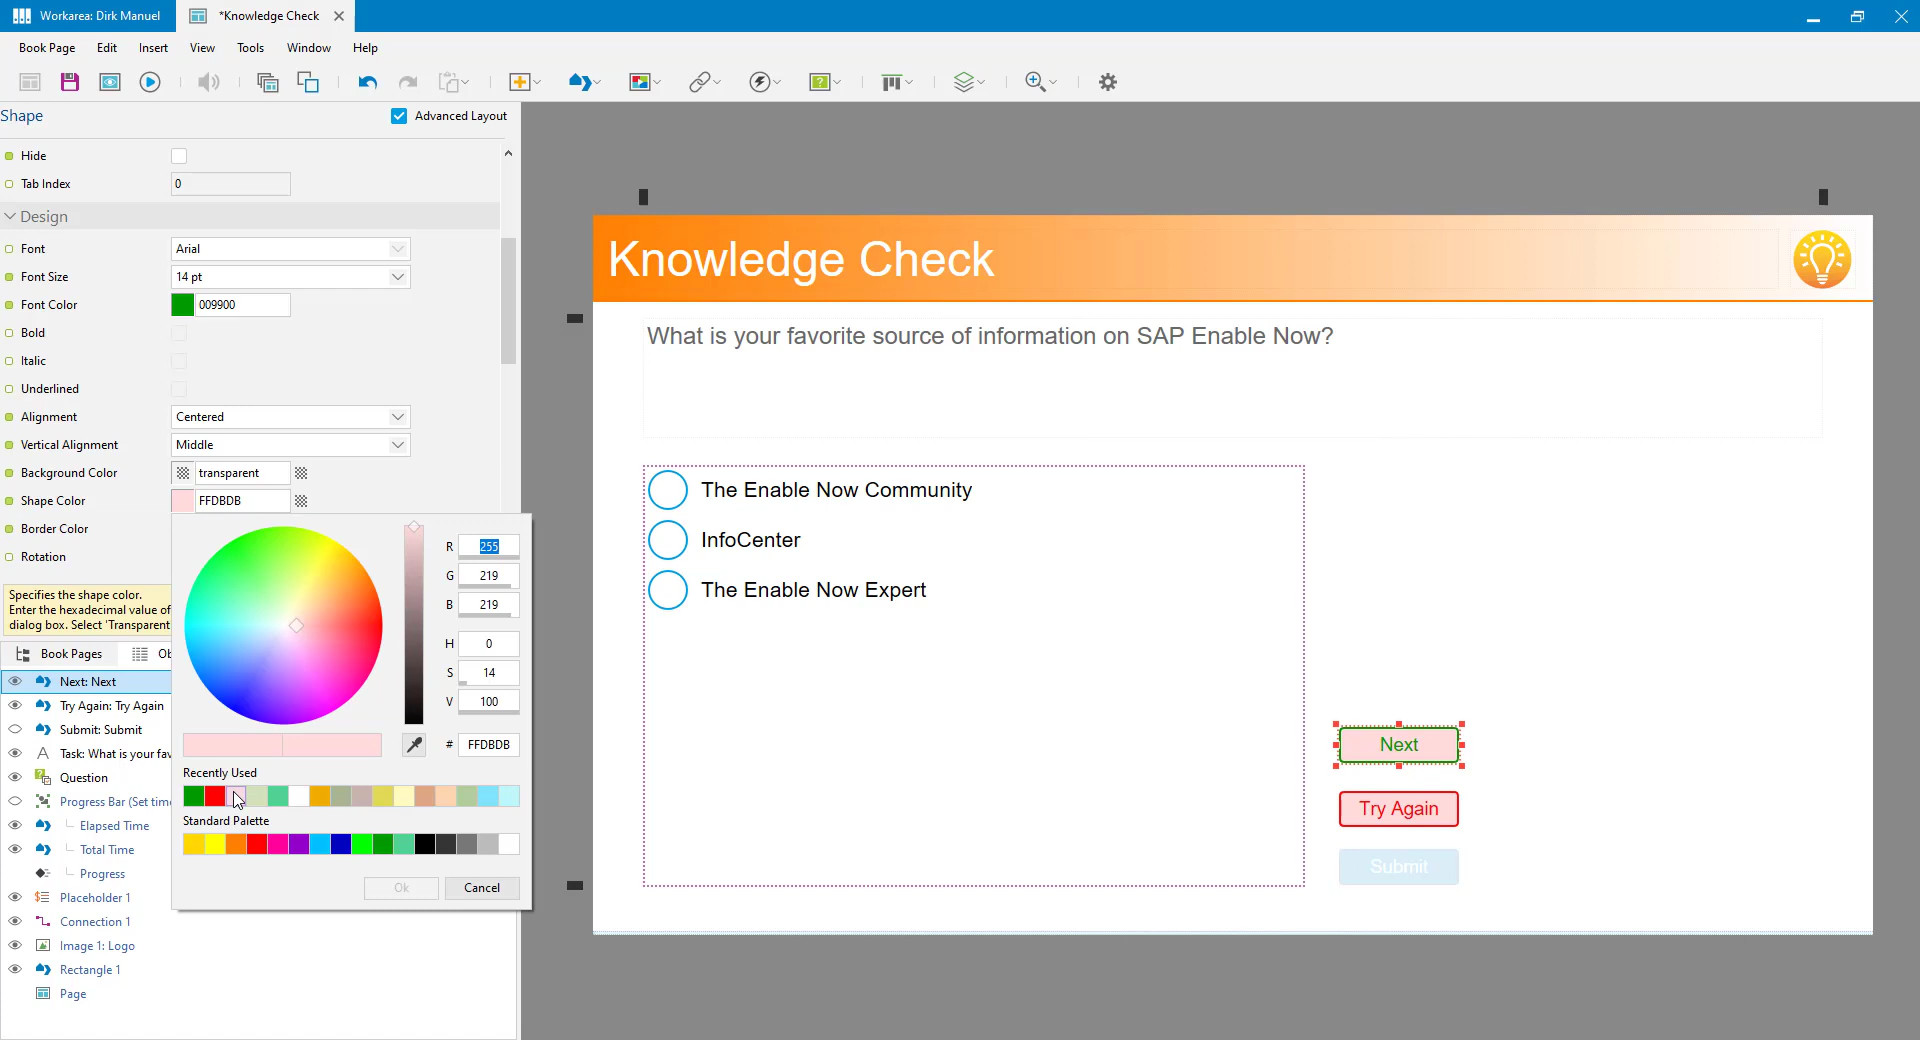 Workarea: Dirk Manuel
*Knowledge Check
Book Page Edit Insert View Tools Window Help
Shape
Advanced Layout
Hide
Tab Index 0
Design
Font Arial
Font Size 14 pt
Font Color 009900
Bold
Italic
Underlined
Alignment Centered
Vertical Alignment Middle
Background Color transparent
Shape Color FFDBDB
Border Color
Rotation
Specifies the shape color.
Enter the hexadecimal value of
dialog box. Select 'Transparent
R 255
G 219
B 219
H 0
S 14
V 100
# FFDBDB
Recently Used
Standard Palette
Ok Cancel
Book Pages Ob
Next: Next
Try Again: Try Again
Submit: Submit
Task: What is your fav
Question
Progress Bar (Set time
Elapsed Time
Total Time
Progress
Placeholder 1
Connection 1
Image 1: Logo
Rectangle 1
Page
Knowledge Check
What is your favorite source of information on SAP Enable Now?
The Enable Now Community
InfoCenter
The Enable Now Expert
Next
Try Again
Submit